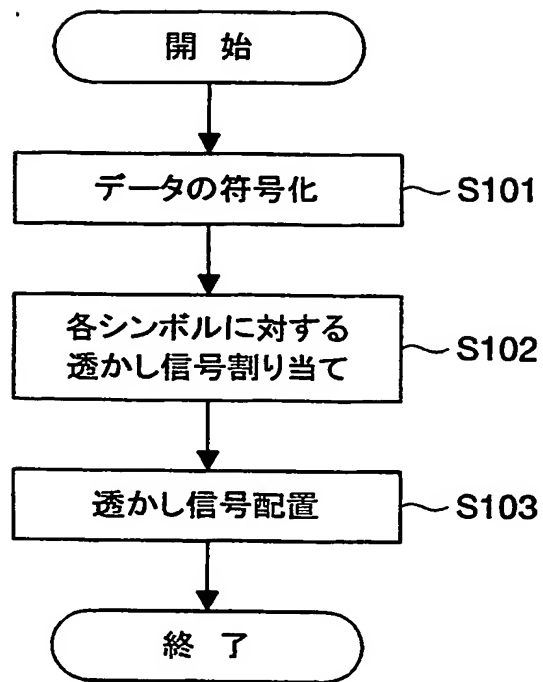 開 始
データの符号化
S101
各シンボルに対する
透かし信号割り当て
S102
透かし信号配置
S103
終 了